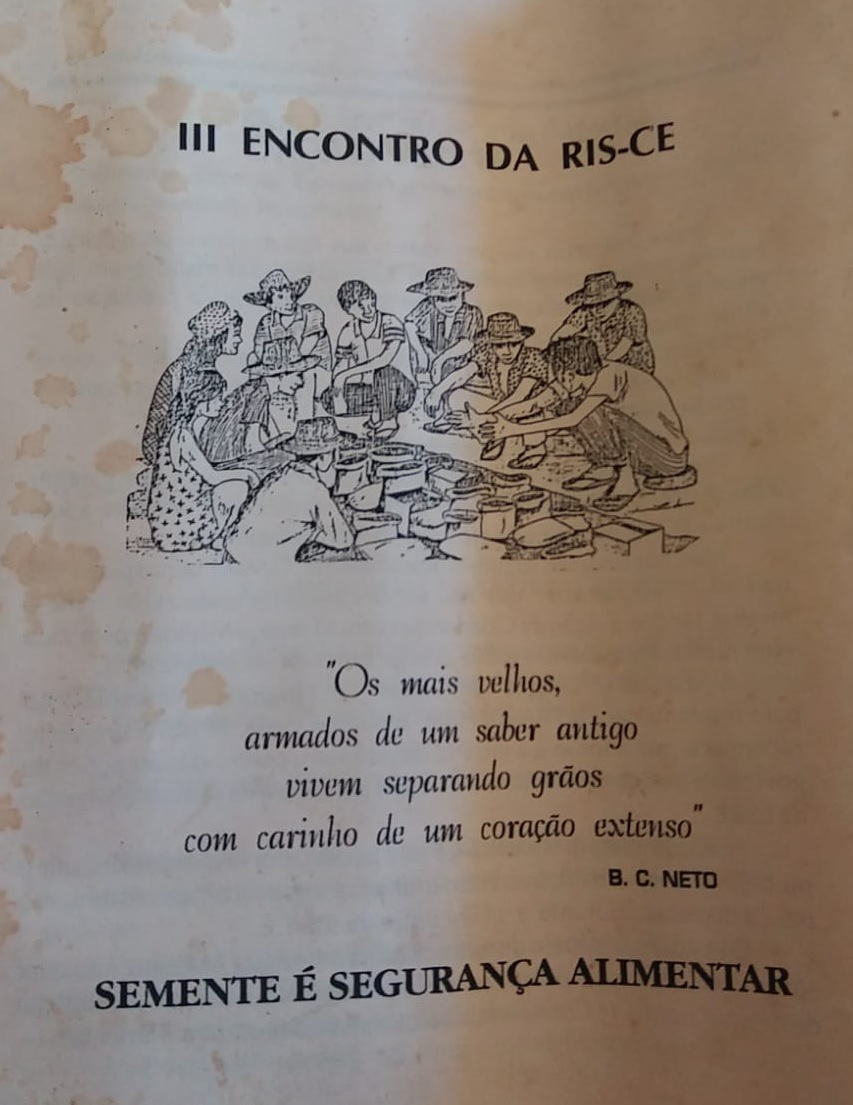 III ENCONTRO DA RIS-CE
"Os mais velhos,
armados de um saber antigo
vivem separando grãos
com carinho de um coração extenso"
B. C. NETO
SEMENTE É SEGURANÇA ALIMENTAR